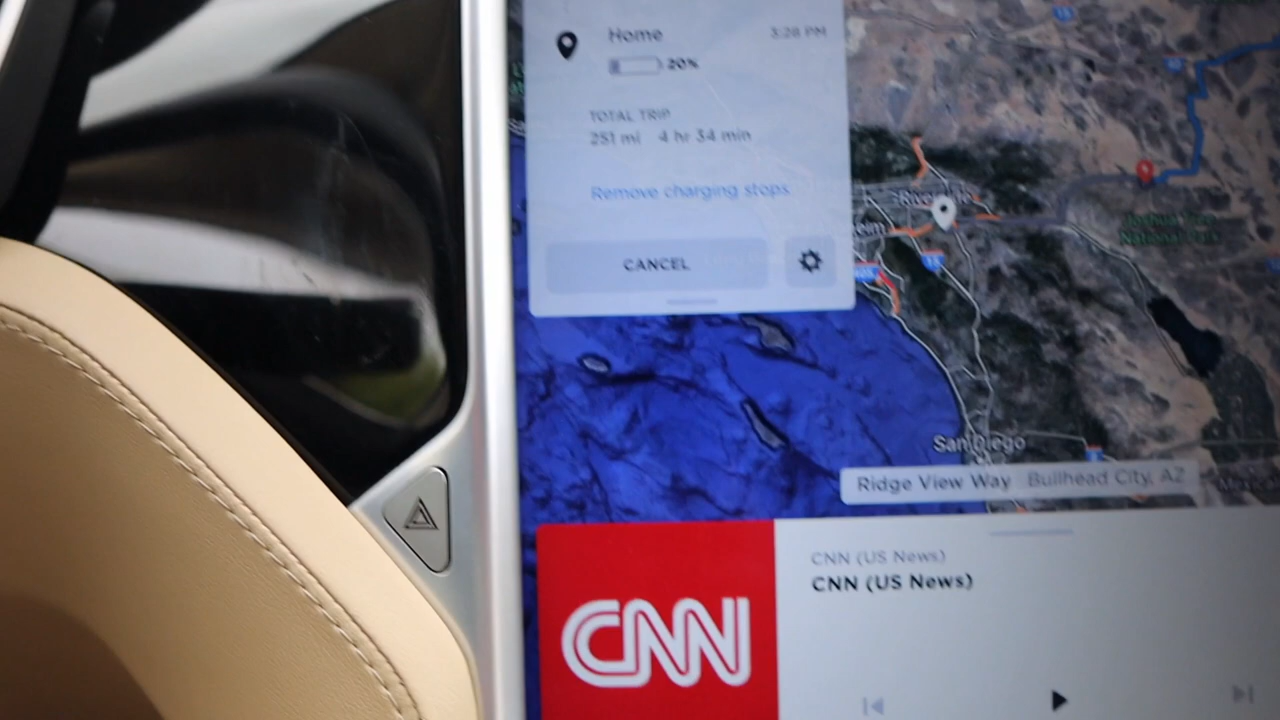 Home
3:28 PM
20%
TOTAL TRIP
251 mi 4 hr 34 min
Remove charging stops
CANCEL
15
San Diego
Ridge View Way Bullhead City, AZ
CNN (US News)
CNN (US News)
CNN